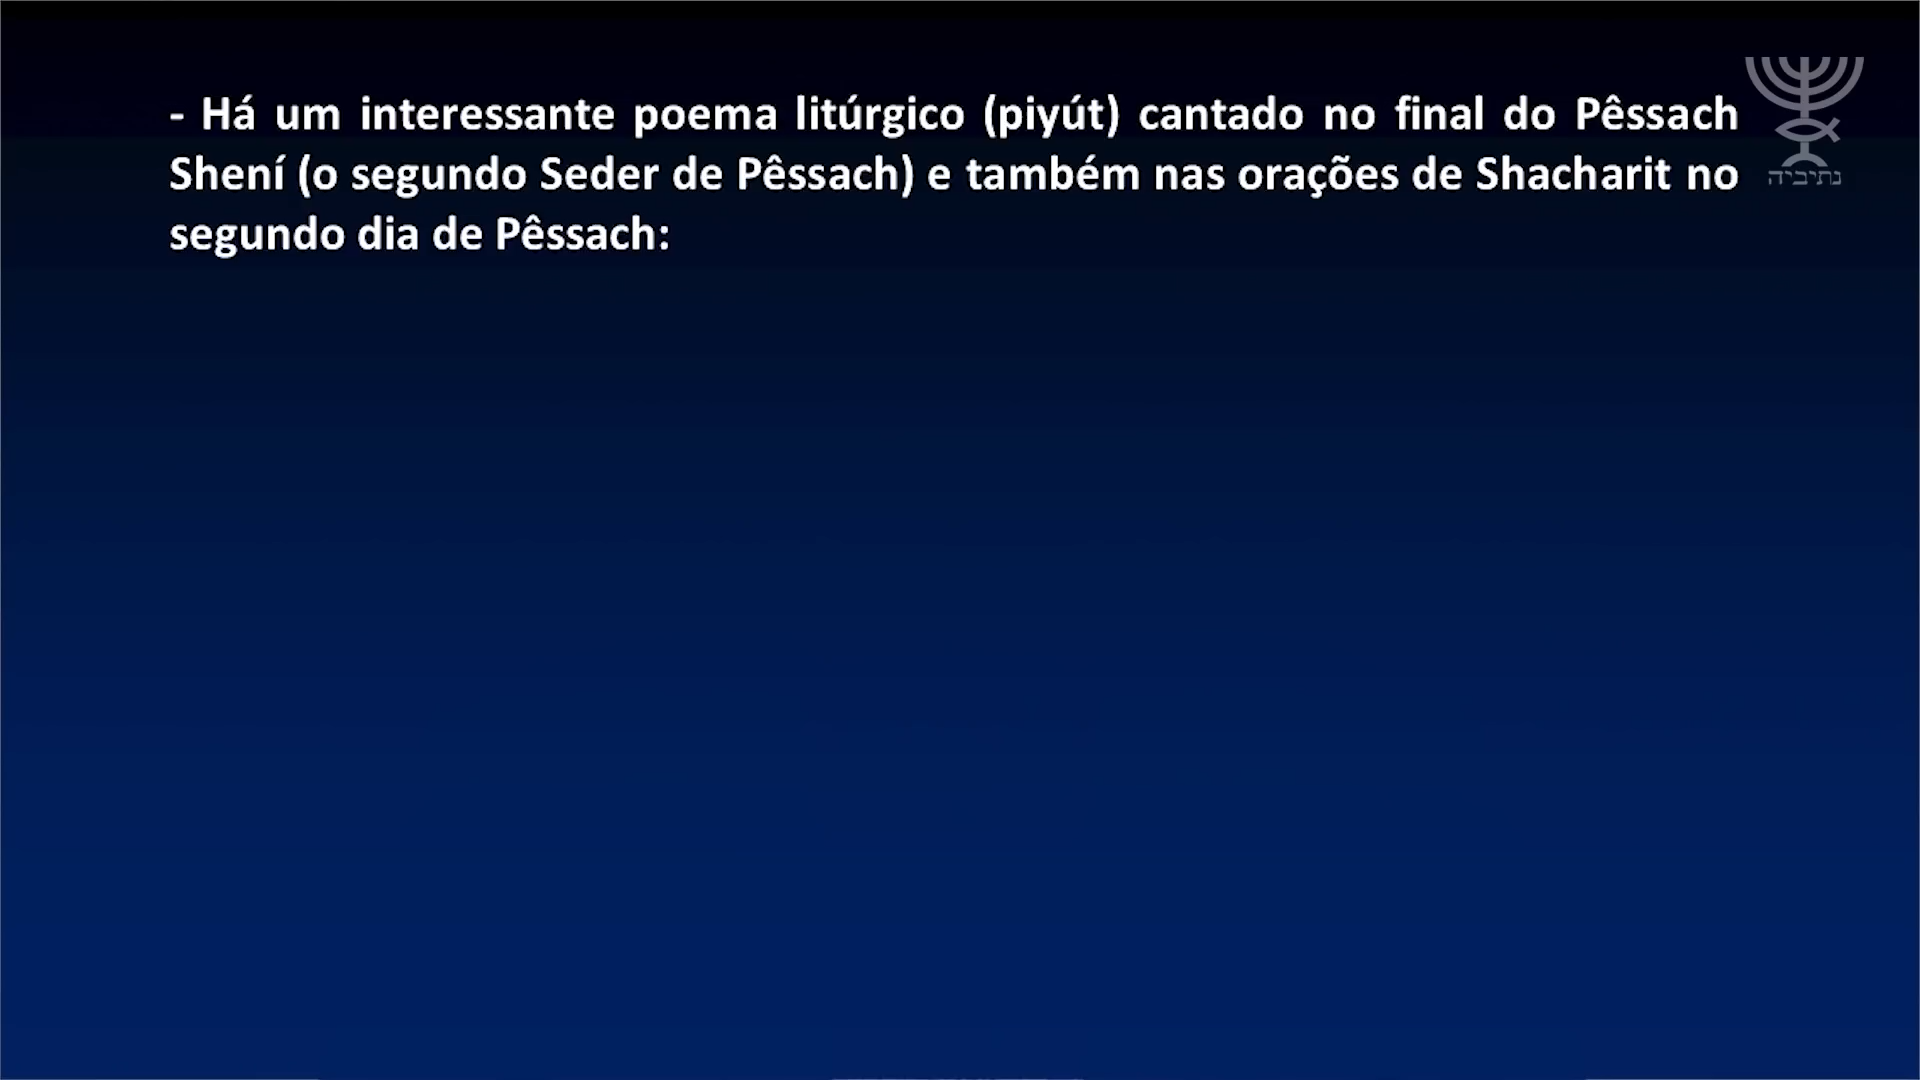 - Há um interessante poema litúrgico (piyút) cantado no final do Pêssach
Shení (o segundo Seder de Pêssach) e também nas orações de Shacharit no
segundo dia de Pêssach:
נתיביה